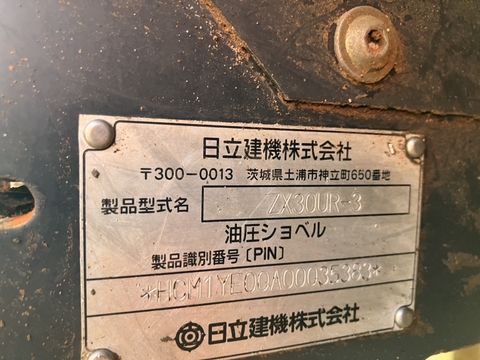 日立建機株式会社
〒300-0013 茨城県土浦市神立町650番地
製品型式名 ZX30UR-3
油圧ショベル
製品識別番号〔PIN〕
*HCM1YE00A00035383*
日立建機株式会社